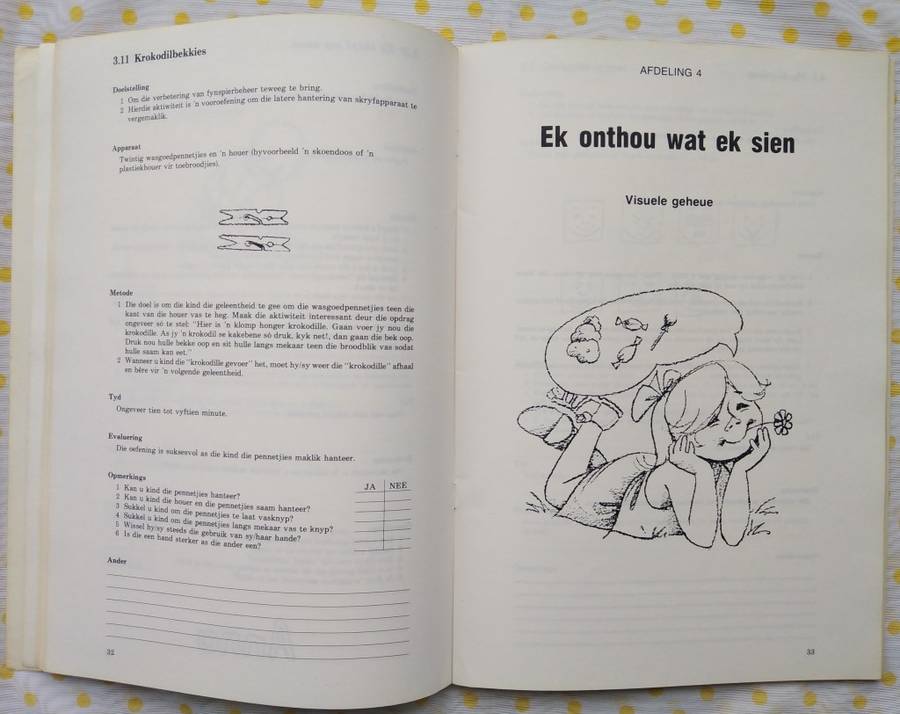 3.11 Krokodilbekkies
Doelstelling
1 Om die verbetering van fynspierbeheer teweeg te bring.
2 Hierdie aktiwiteit is 'n vooroefening om die latere hantering van skryfapparaat te
vergemaklik.
Apparaat
Twintig wasgoedpennetjies en 'n houer (byvoorbeeld 'n skoendoos of 'n
plastiekhouer vir toebroodjies).
Metode
1 Die doel is om die kind die geleentheid te gee om die wasgoedpennetjies teen die
kant van die houer vas te heg. Maak die aktiwiteit interessant deur die opdrag
ongeveer só te stel: "Hier is 'n klomp honger krokodille. Gaan voer jy nou die
krokodille. As jy 'n krokodil se kakebene só druk, kyk net!, dan gaan die bek oop.
Druk nou hulle bekke oop en sit hulle langs mekaar teen die broodblik vas sodat
hulle saam kan eet."
2 Wanneer u kind die "krokodille gevoer" het, moet hy/sy weer die "krokodille" afhaal
en bêre vir 'n volgende geleentheid.
Tyd
Ongeveer tien tot vyftien minute.
Evaluering
Die oefening is suksesvol as die kind die pennetjies maklik hanteer.
Opmerkings
JA NEE
1 Kan u kind die pennetjies hanteer?
2 Kan u kind die houer en die pennetjies saam hanteer?
3 Sukkel u kind om die pennetjies te laat vasknyp?
4 Sukkel u kind om die pennetjies langs mekaar vas te knyp?
5 Wissel hy/sy steeds die gebruik van sy/haar hande?
6 Is die een hand sterker as die ander een?
Ander
32
AFDELING 4
Ek onthou wat ek sien
Visuele geheue
33